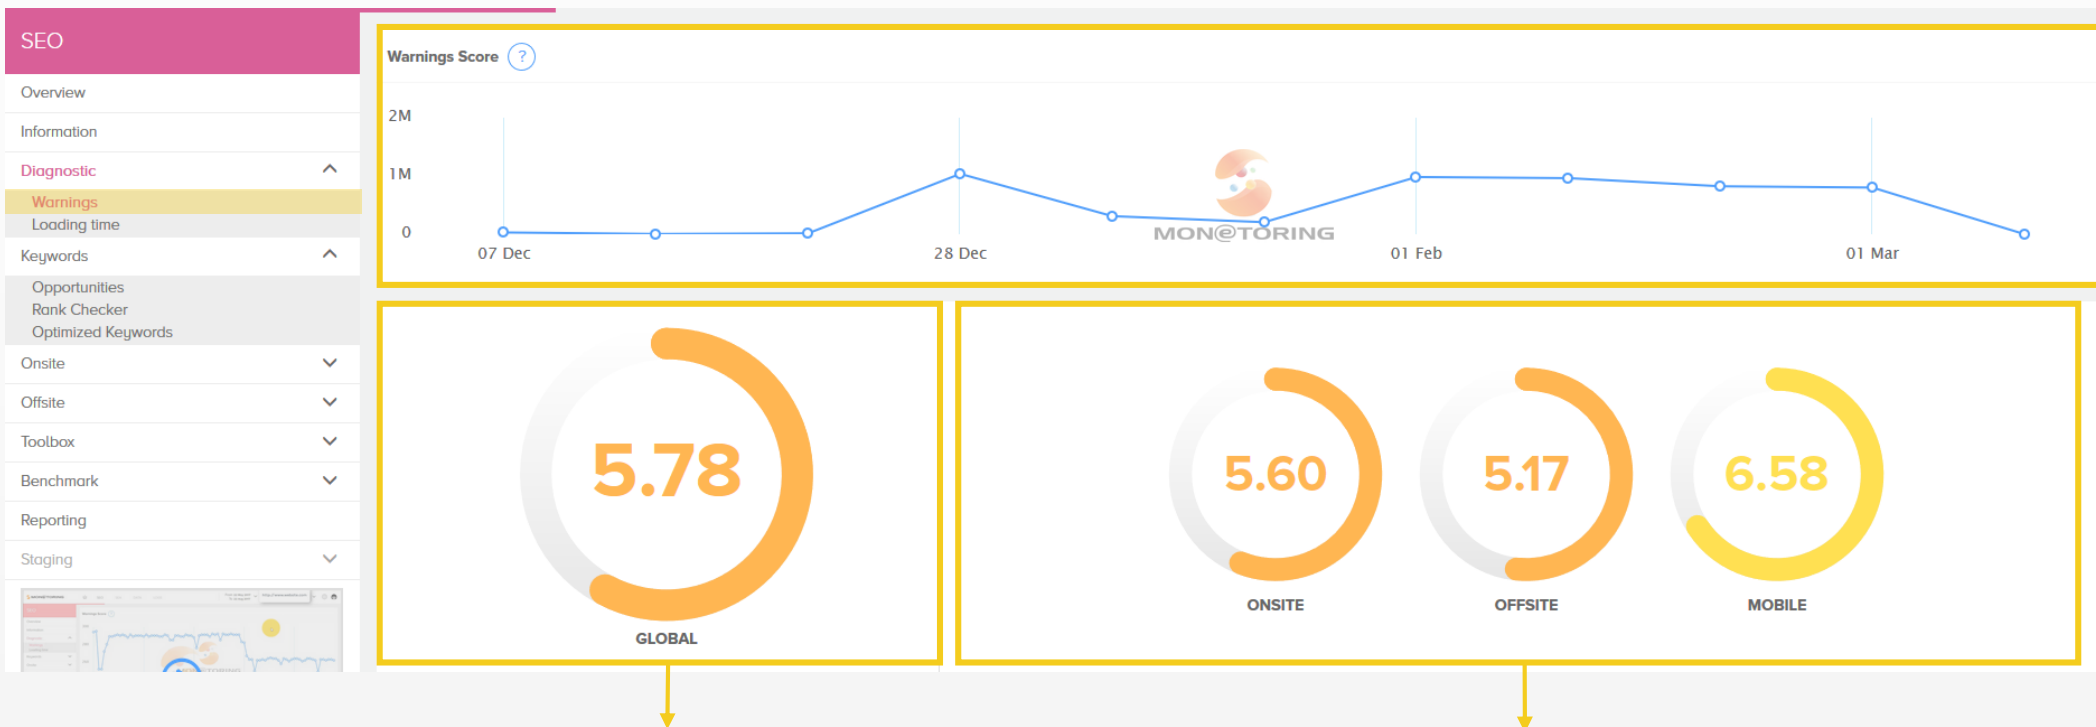 SEO
Overview
Information
Diagnostic
Warnings
Loading time
Keywords
Opportunities
Rank Checker
Optimized Keywords
Onsite
Offsite
Toolbox
Benchmark
Reporting
Staging
Warnings Score ?
2M
1M
0
07 Dec 28 Dec 01 Feb 01 Mar
MON@TORING
5.78
GLOBAL
5.60 5.17 6.58
ONSITE OFFSITE MOBILE